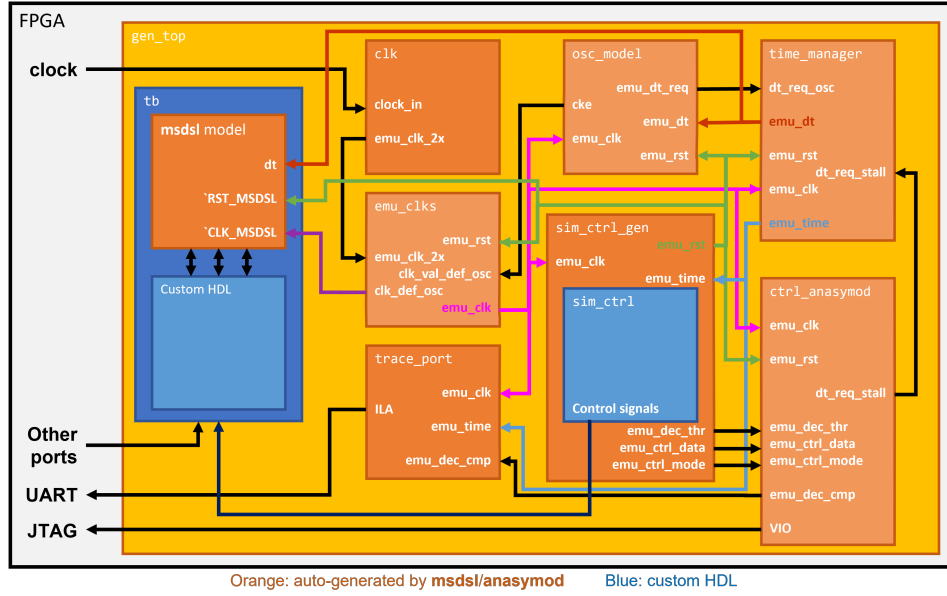 FPGA
gen_top
clock
Other
ports
UART
JTAG
tb
msdsl model
dt
`RST_MSDSL
`CLK_MSDSL
Custom HDL
clk
clock_in
emu_clk_2x
emu_clks
emu_rst
emu_clk_2x
clk_val_def_osc
clk_def_osc
emu_clk
trace_port
emu_clk
ILA
emu_time
emu_dec_cmp
osc_model
emu_dt_req
cke
emu_dt
emu_clk
emu_rst
sim_ctrl_gen
emu_rst
emu_clk
emu_time
sim_ctrl
Control signals
emu_dec_thr
emu_ctrl_data
emu_ctrl_mode
time_manager
dt_req_osc
emu_dt
emu_rst
dt_req_stall
emu_clk
emu_time
ctrl_anasymod
emu_clk
emu_rst
dt_req_stall
emu_dec_thr
emu_ctrl_data
emu_ctrl_mode
emu_dec_cmp
VIO
Orange: auto-generated by msdsl/anasymod Blue: custom HDL